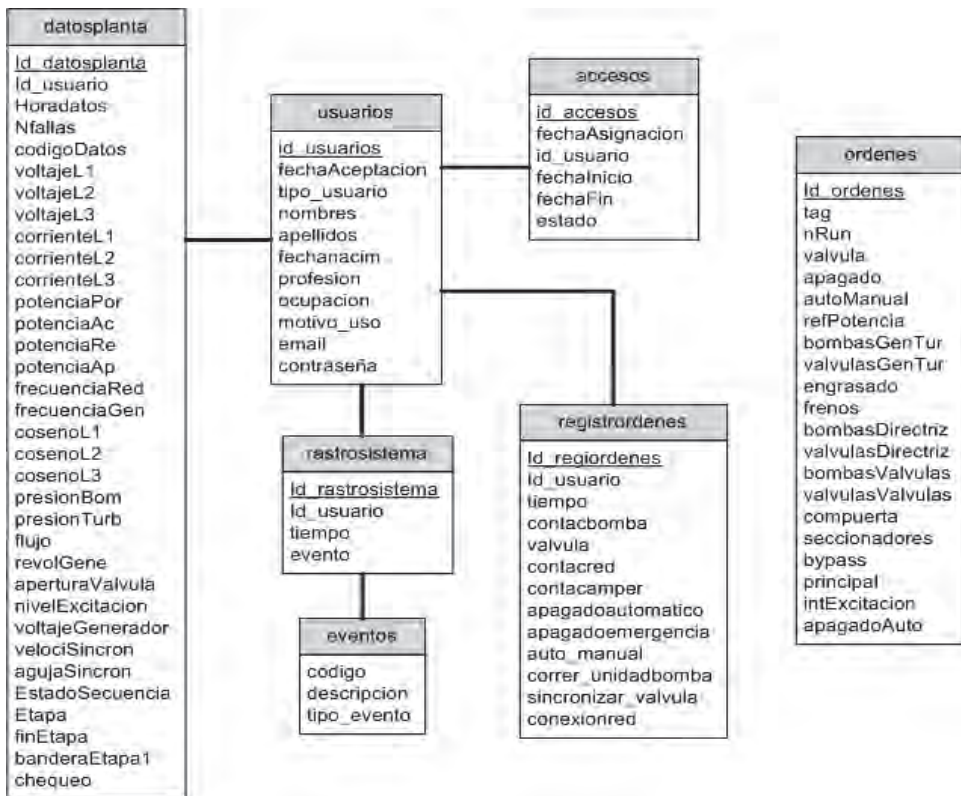 datosplanta
Id_datosplanta
Id_usuario
Horadatos
Nfallas
codigoDatos
voltajeL1
voltajeL2
voltajeL3
corrienteL1
corrienteL2
corrienteL3
potenciaPor
potenciaAc
potenciaRe
potenciaAp
frecuenciaRed
frecuenciaGen
cosenoL1
cosenoL2
cosenoL3
presionBom
presionTurb
flujo
revolGene
aperturaValvula
nivelExcitacion
voltajeGenerador
velociSincron
agujaSincron
EstadoSecuencia
Etapa
finEtapa
banderaEtapa1
chequeo
usuarios
id_usuarios
fechaAceptacion
tipo_usuario
nombres
apellidos
fechanacim
profesion
ocupacion
motivo_uso
email
contraseña
rastrosistema
Id_rastrosistema
Id_usuario
tiempo
evento
eventos
código
descripcion
tipo_evento
accesos
id_accesos
fechaAsignacion
id_usuario
fechaInicio
fechaFin
estado
registrordenes
Id_regiordenes
Id_usuario
tiempo
contacbomba
valvula
contacred
contacamper
apagadoautomatico
apagadoemergencia
auto_manual
correr_unidadbomba
sincronizar_valvula
conexionred
ordenes
Id_ordenes
tag
nRun
valvula
apagado
autoManual
refPotencia
bombasGenTur
valvulasGenTur
engrasado
frenos
bombasDirectriz
valvulasDirectriz
bombasValvulas
valvulasValvulas
compuerta
seccionadores
bypass
principal
intExcitacion
apagadoAuto